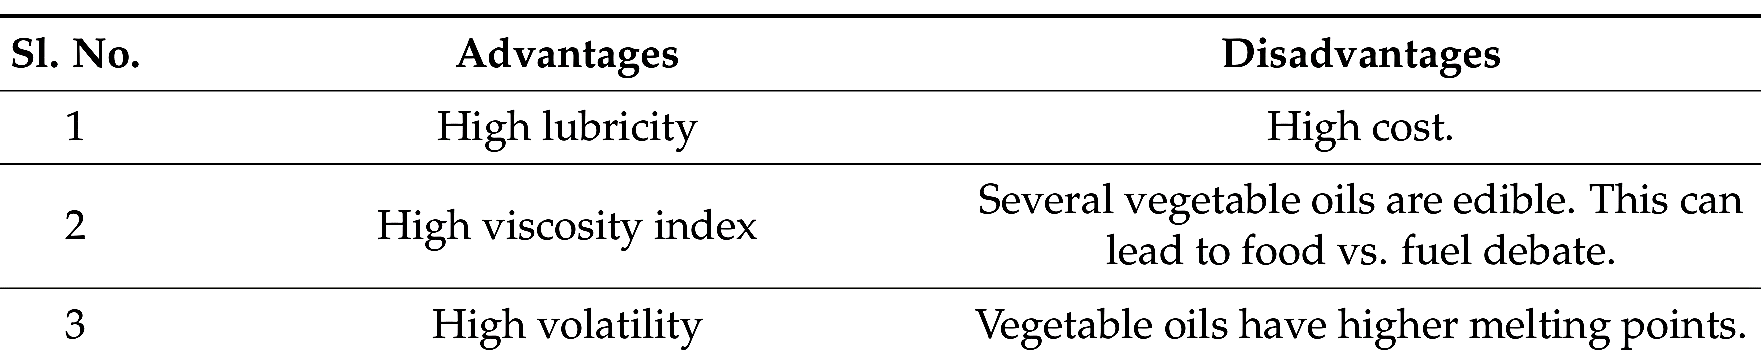 Sl. No. Advantages Disadvantages
1 High lubricity High cost.
2 High viscosity index Several vegetable oils are edible. This can
lead to food vs. fuel debate.
3 High volatility Vegetable oils have higher melting points.